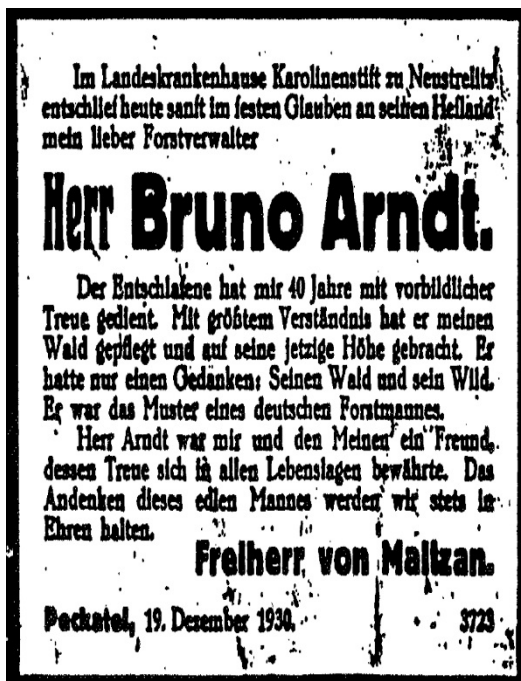 Im Landeskrankenhause Karolinenstift zu Neustrelitz
entschlief heute sanft im festen Glauben an seinen Heiland
mein lieber Forstverwalter
Herr Bruno Arndt.
Der Entschlafene hat mir 40 Jahre mit vorbildlicher
Treue gedient. Mit größtem Verständnis hat er meinen
Wald gepflegt und auf seine jetzige Höhe gebracht. Er
hatte nur einen Gedanken: Seinen Wald und sein Wild.
Er war das Muster eines deutschen Forstmannes.
Herr Arndt war mir und den Meinen ein Freund,
dessen Treue sich in allen Lebenslagen bewährte. Das
Andenken dieses edlen Mannes werden wir stets in
Ehren halten.
Freiherr von Maltzan.
Peckatel, 19. Dezember 1930. 3723